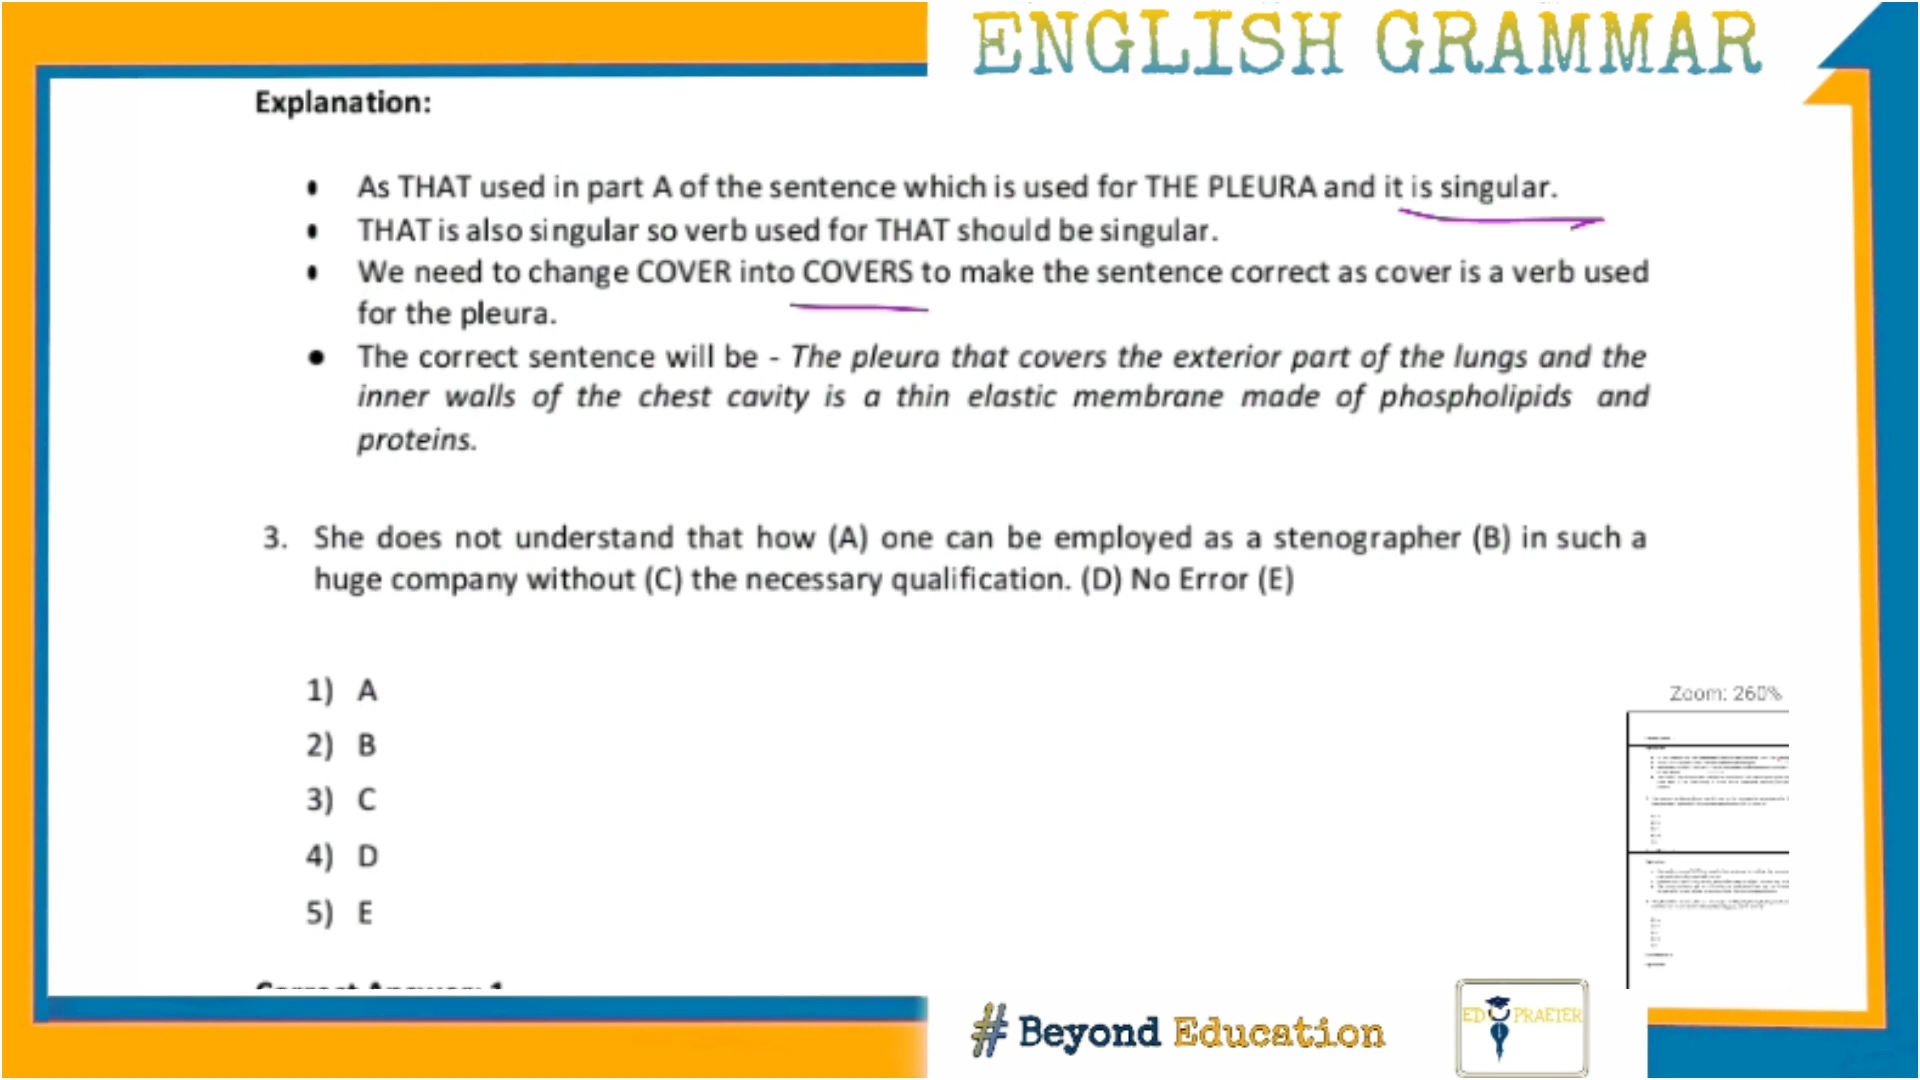 ENGLISH GRAMMAR
Explanation:
• As THAT used in part A of the sentence which is used for THE PLEURA and it is singular.
• THAT is also singular so verb used for THAT should be singular.
• We need to change COVER into COVERS to make the sentence correct as cover is a verb used
for the pleura.
• The correct sentence will be - The pleura that covers the exterior part of the lungs and the
inner walls of the chest cavity is a thin elastic membrane made of phospholipids and
proteins.
3. She does not understand that how (A) one can be employed as a stenographer (B) in such a
huge company without (C) the necessary qualification. (D) No Error (E)
1) A
2) B
3) C
4) D
5) E
Zoom: 260%
Correct Answer: 1
# Beyond Education
ED PRAETER